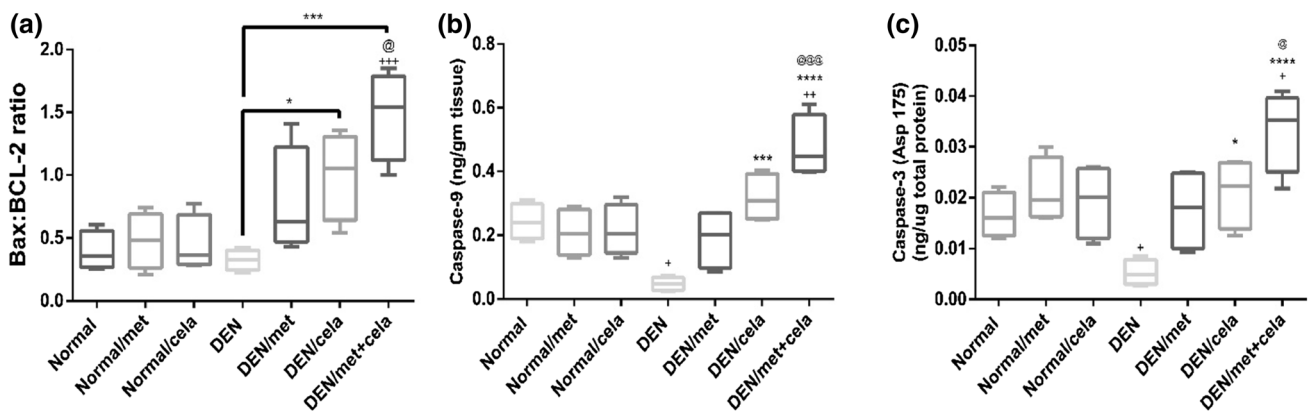 (a)
Bax:BCL-2 ratio
2.0
1.5
1.0
0.5
0.0
***
*
@
+++
Normal
Normal/met
Normal/cela
DEN
DEN/met
DEN/cela
DEN/met+cela
(b)
Caspase-9 (ng/gm tissue)
0.8
0.6
0.4
0.2
0.0
+
***
@@@
****
++
Normal
Normal/met
Normal/cela
DEN
DEN/met
DEN/cela
DEN/met+cela
(c)
Caspase-3 (Asp 175)
(ng/ug total protein)
0.05
0.04
0.03
0.02
0.01
0.00
+
*
@
****
+
Normal
Normal/met
Normal/cela
DEN
DEN/met
DEN/cela
DEN/met+cela